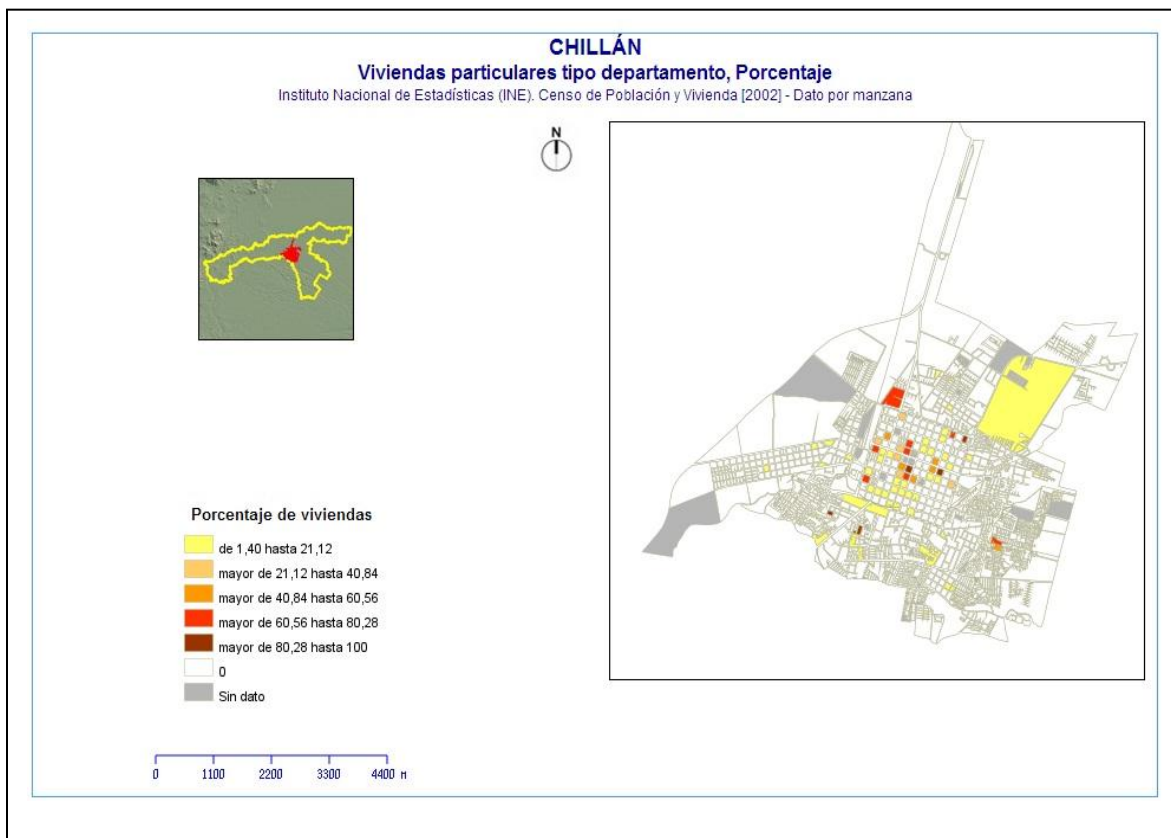 CHILLÁN
Viviendas particulares tipo departamento, Porcentaje
Instituto Nacional de Estadísticas (INE). Censo de Población y Vivienda [2002] - Dato por manzana
N
Porcentaje de viviendas
de 1,40 hasta 21,12
mayor de 21,12 hasta 40,84
mayor de 40,84 hasta 60,56
mayor de 60,56 hasta 80,28
mayor de 80,28 hasta 100
0
Sin dato
0 1100 2200 3300 4400 M